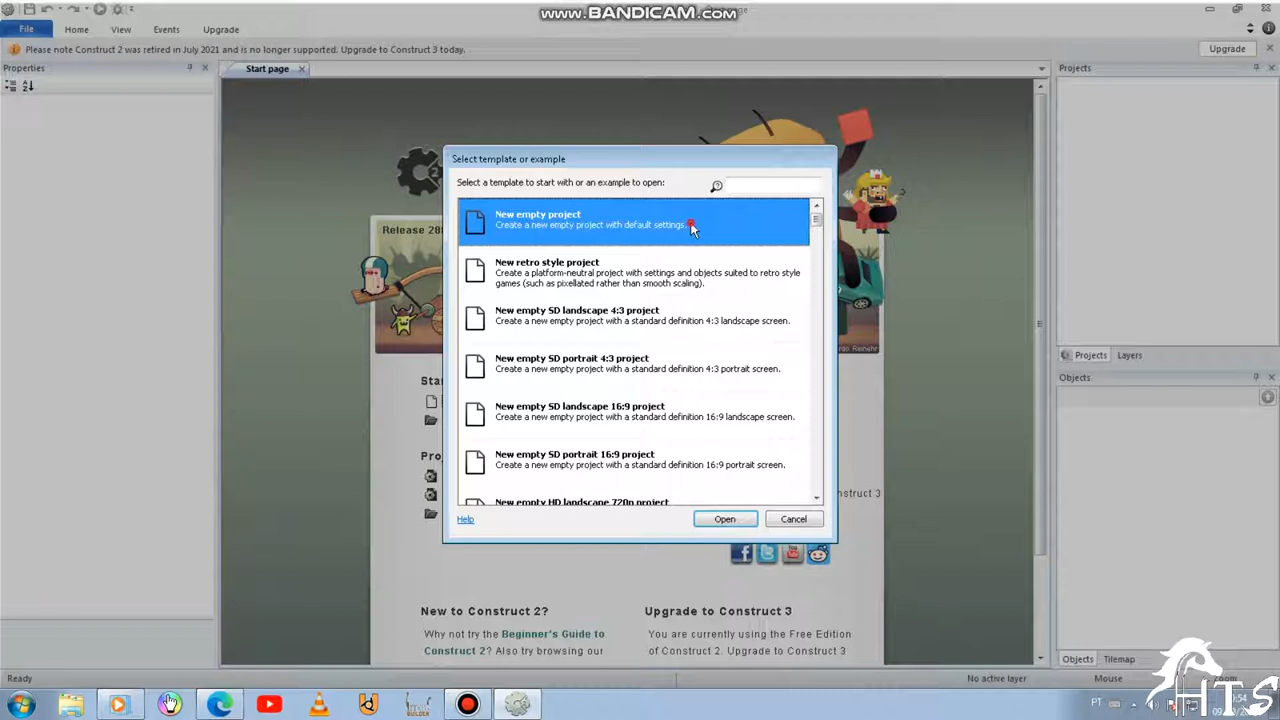 www.BANDICAM.com
File Home View Events Upgrade
Please note Construct 2 was retired in July 2021 and is no longer supported. Upgrade to Construct 3 today.
Upgrade
Properties
Start page
Projects
Select template or example
Select a template to start with or an example to open:
New empty project
Create a new empty project with default settings.
New retro style project
Create a platform-neutral project with settings and objects suited to retro style
games (such as pixellated rather than smooth scaling).
New empty SD landscape 4:3 project
Create a new empty project with a standard definition 4:3 landscape screen.
New empty SD portrait 4:3 project
Create a new empty project with a standard definition 4:3 portrait screen.
New empty SD landscape 16:9 project
Create a new empty project with a standard definition 16:9 landscape screen.
New empty SD portrait 16:9 project
Create a new empty project with a standard definition 16:9 portrait screen.
New empty HD landscape 720p project
Help
Open
Cancel
Release 28
Projects Layers
Objects
New to Construct 2?
Why not try the Beginner's Guide to
Construct 2? Also try browsing our
Upgrade to Construct 3
You are currently using the Free Edition
of Construct 2. Upgrade to Construct 3
Objects Tilemap
Ready
No active layer
Mouse
PT
HTS